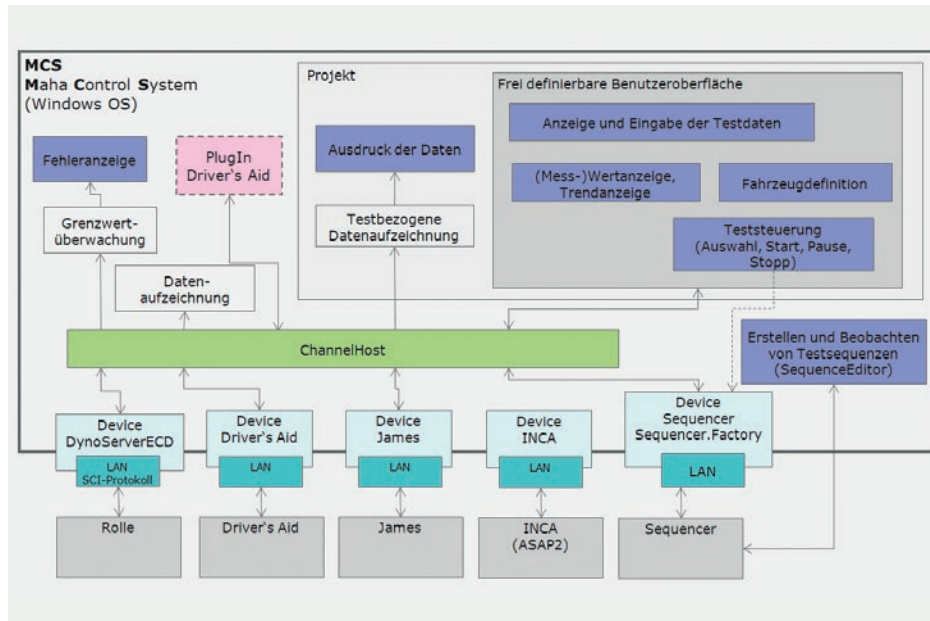 MCS
Maha Control System
(Windows OS)
Projekt
Frei definierbare Benutzeroberfläche
Anzeige und Eingabe der Testdaten
Fehleranzeige
PlugIn
Driver's Aid
Ausdruck der Daten
(Mess-)Wertanzeige,
Trendanzeige
Fahrzeugdefinition
Grenzwert-
überwachung
Testbezogene
Datenaufzeichnung
Teststeuerung
(Auswahl, Start, Pause,
Stopp)
Daten-
aufzeichnung
ChannelHost
Erstellen und Beobachten
von Testsequenzen
(SequenceEditor)
Device
DynoServerECD
LAN
SCI-Protokoll
Device
Driver's Aid
LAN
Device
James
LAN
Device
INCA
LAN
Device
Sequencer
Sequencer.Factory
LAN
Rolle
Driver's Aid
James
INCA
(ASAP2)
Sequencer